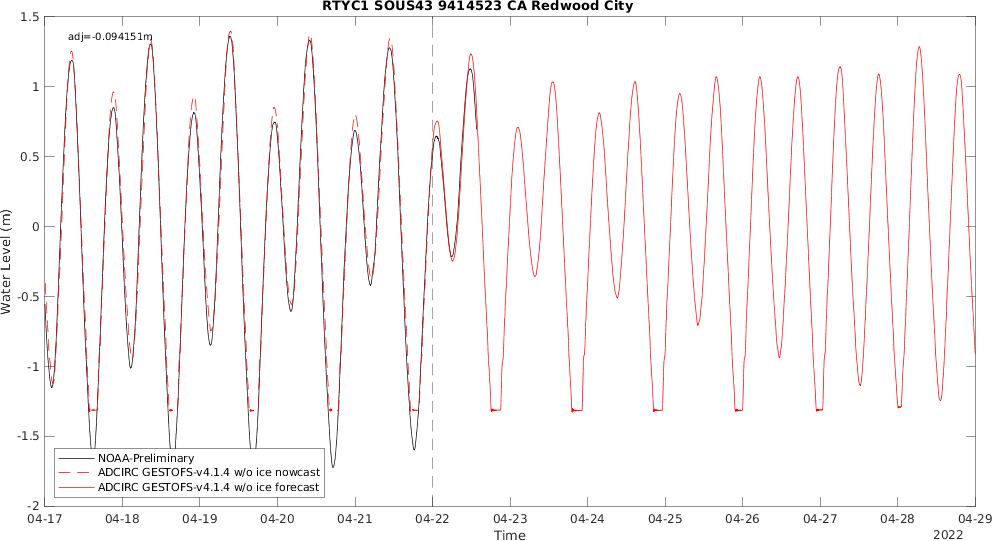 RTYC1 SOUS43 9414523 CA Redwood City
adj=-0.094151m
Water Level (m)
1.5
1
0.5
0
-0.5
-1
-1.5
-2
NOAA-Preliminary
ADCIRC GESTOFS-v4.1.4 w/o ice nowcast
ADCIRC GESTOFS-v4.1.4 w/o ice forecast
04-17 04-18 04-19 04-20 04-21 04-22 04-23 04-24 04-25 04-26 04-27 04-28 04-29
Time
2022